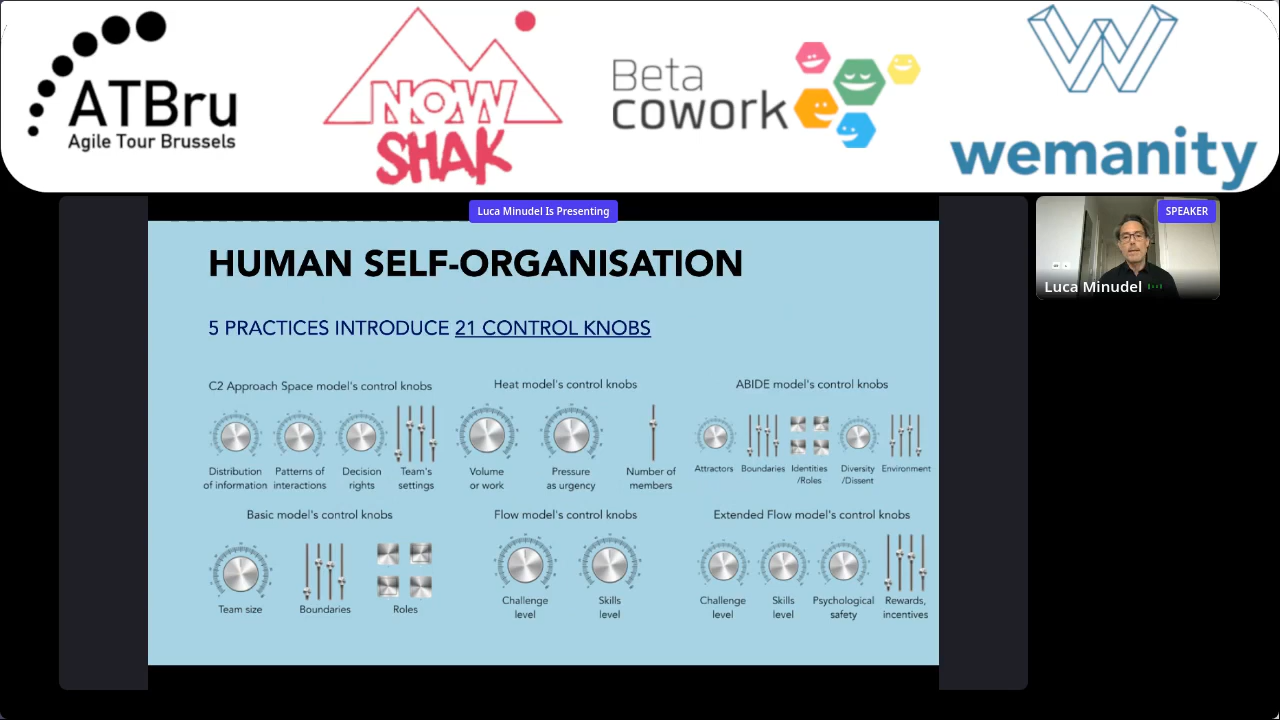 ATBru
Agile Tour Brussels
NOW
SHAK
Beta
cowork
wemanity
Luca Minudel Is Presenting
SPEAKER
Luca Minudel
HUMAN SELF-ORGANISATION
5 PRACTICES INTRODUCE 21 CONTROL KNOBS
C2 Approach Space model's control knobs
Distribution
of information
Patterns of
interactions
Decision
rights
Team's
settings
Heat model's control knobs
Volume
or work
Pressure
as urgency
Number of
members
ABIDE model's control knobs
Attractors
Boundaries
Identities
/Roles
Diversity
/Dissent
Environment
Basic model's control knobs
Team size
Boundaries
Roles
Flow model's control knobs
Challenge
level
Skills
level
Extended Flow model's control knobs
Challenge
level
Skills
level
Psychological
safety
Rewards,
incentives